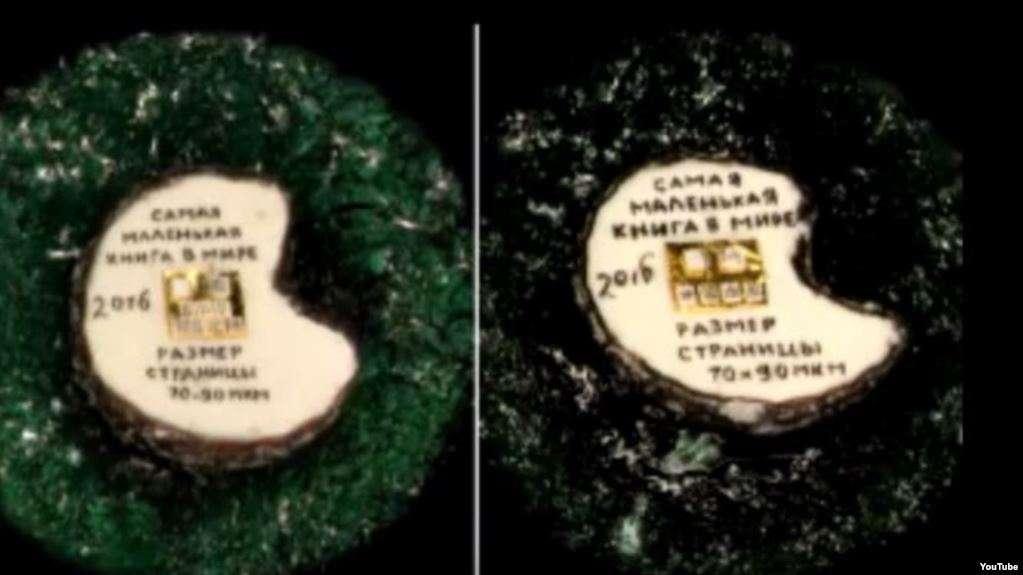 САМАЯ
МАЛЕНЬКАЯ
КНИГА В МИРЕ
2016
РАЗМЕР
СТРАНИЦЫ
70×90 МКМ
САМАЯ
МАЛЕНЬКАЯ
КНИГА В МИРЕ
2016
РАЗМЕР
СТРАНИЦЫ
70×90 МКМ
YouTube